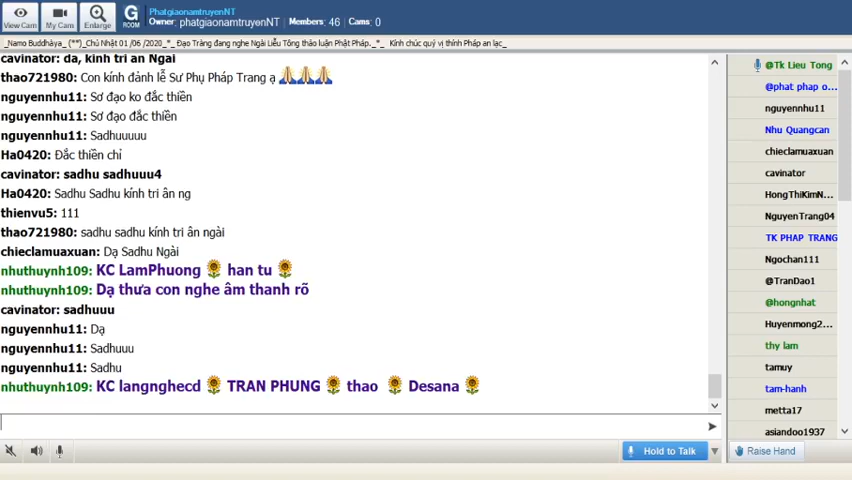 PhatgiaonamtruyenNT
Owner: phatgiaonamtruyenNT Members: 46 Cams: 0
View Cam My Cam Enlarge G ROOM
_Namo Buddhàya_ (**)_Chủ Nhật 01 /06 /2020_*_ Đạo Tràng đang nghe Ngài Liễu Tông thảo luận Phật Pháp._*_ Kính chúc quý vị thính Pháp an lạc_
cavinator: dạ, kính tri an Ngai
thao721980: Con kính đảnh lễ Sư Phụ Pháp Trang ạ 🙏🙏🙏
nguyennhu11: Sơ đạo ko đắc thiền
nguyennhu11: Sơ đạo đắc thiền
nguyennhu11: Sadhuuuuu
Ha0420: Đắc thiền chỉ
cavinator: sadhu sadhuuu4
Ha0420: Sadhu Sadhu kính tri ân ng
thienvu5: 111
thao721980: sadhu sadhu kính tri ân ngài
chieclamuaxuan: Dạ Sadhu Ngài
nhuthuynh109: KC LamPhuong 🌻 han tu 🌻
nhuthuynh109: Dạ thưa con nghe âm thanh rõ
cavinator: sadhuuu
nguyennhu11: Dạ
nguyennhu11: Sadhuuu
nguyennhu11: Sadhu
nhuthuynh109: KC langnghecd 🌻 TRAN PHUNG 🌻 thao 🌻 Desana 🌻
Hold to Talk
@Tk Lieu Tong
@phat phap o...
nguyennhu11
Nhu Quangcan
chieclamuaxuan
cavinator
HongThiKimN...
NguyenTrang04
TK PHAP TRANG
Ngochan111
@TranDao1
@hongnhat
Huyenmong2...
thy lam
tamuy
tam-hanh
metta17
asiandoo1937
Raise Hand